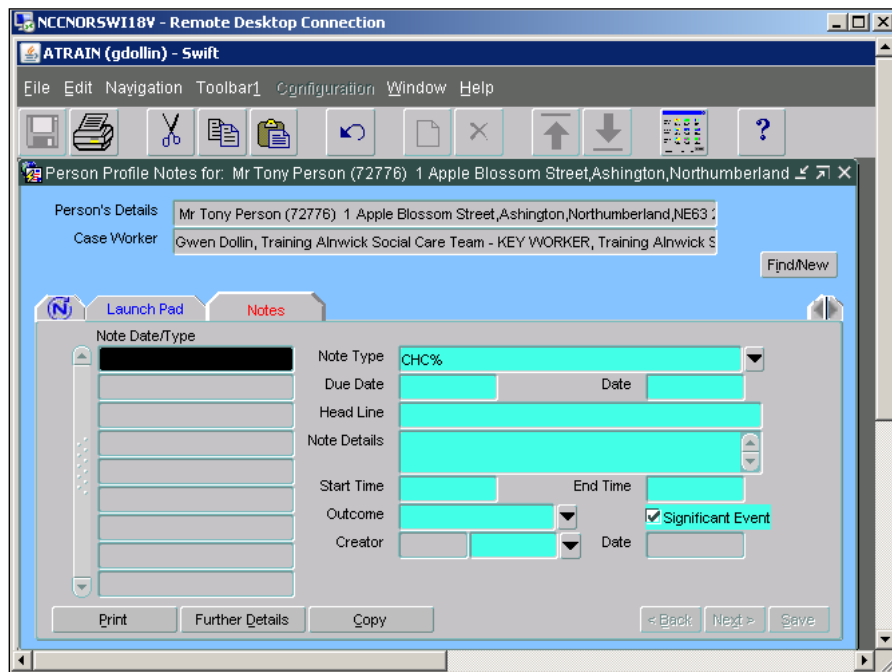 NCCNORSWI18V - Remote Desktop Connection
ATRAIN (gdollin) - Swift
File Edit Navigation Toolbar1 Configuration Window Help
?
Person Profile Notes for: Mr Tony Person (72776) 1 Apple Blossom Street,Ashington,Northumberland
Person's Details Mr Tony Person (72776) 1 Apple Blossom Street,Ashington,Northumberland,NE63
Case Worker Gwen Dollin, Training Alnwick Social Care Team - KEY WORKER, Training Alnwick
Find/New
N Launch Pad Notes
Note Date/Type
Note Type CHC%
Due Date Date
Head Line
Note Details
Start Time End Time
Outcome Significant Event
Creator Date
Print Further Details Copy < Back Next > Save